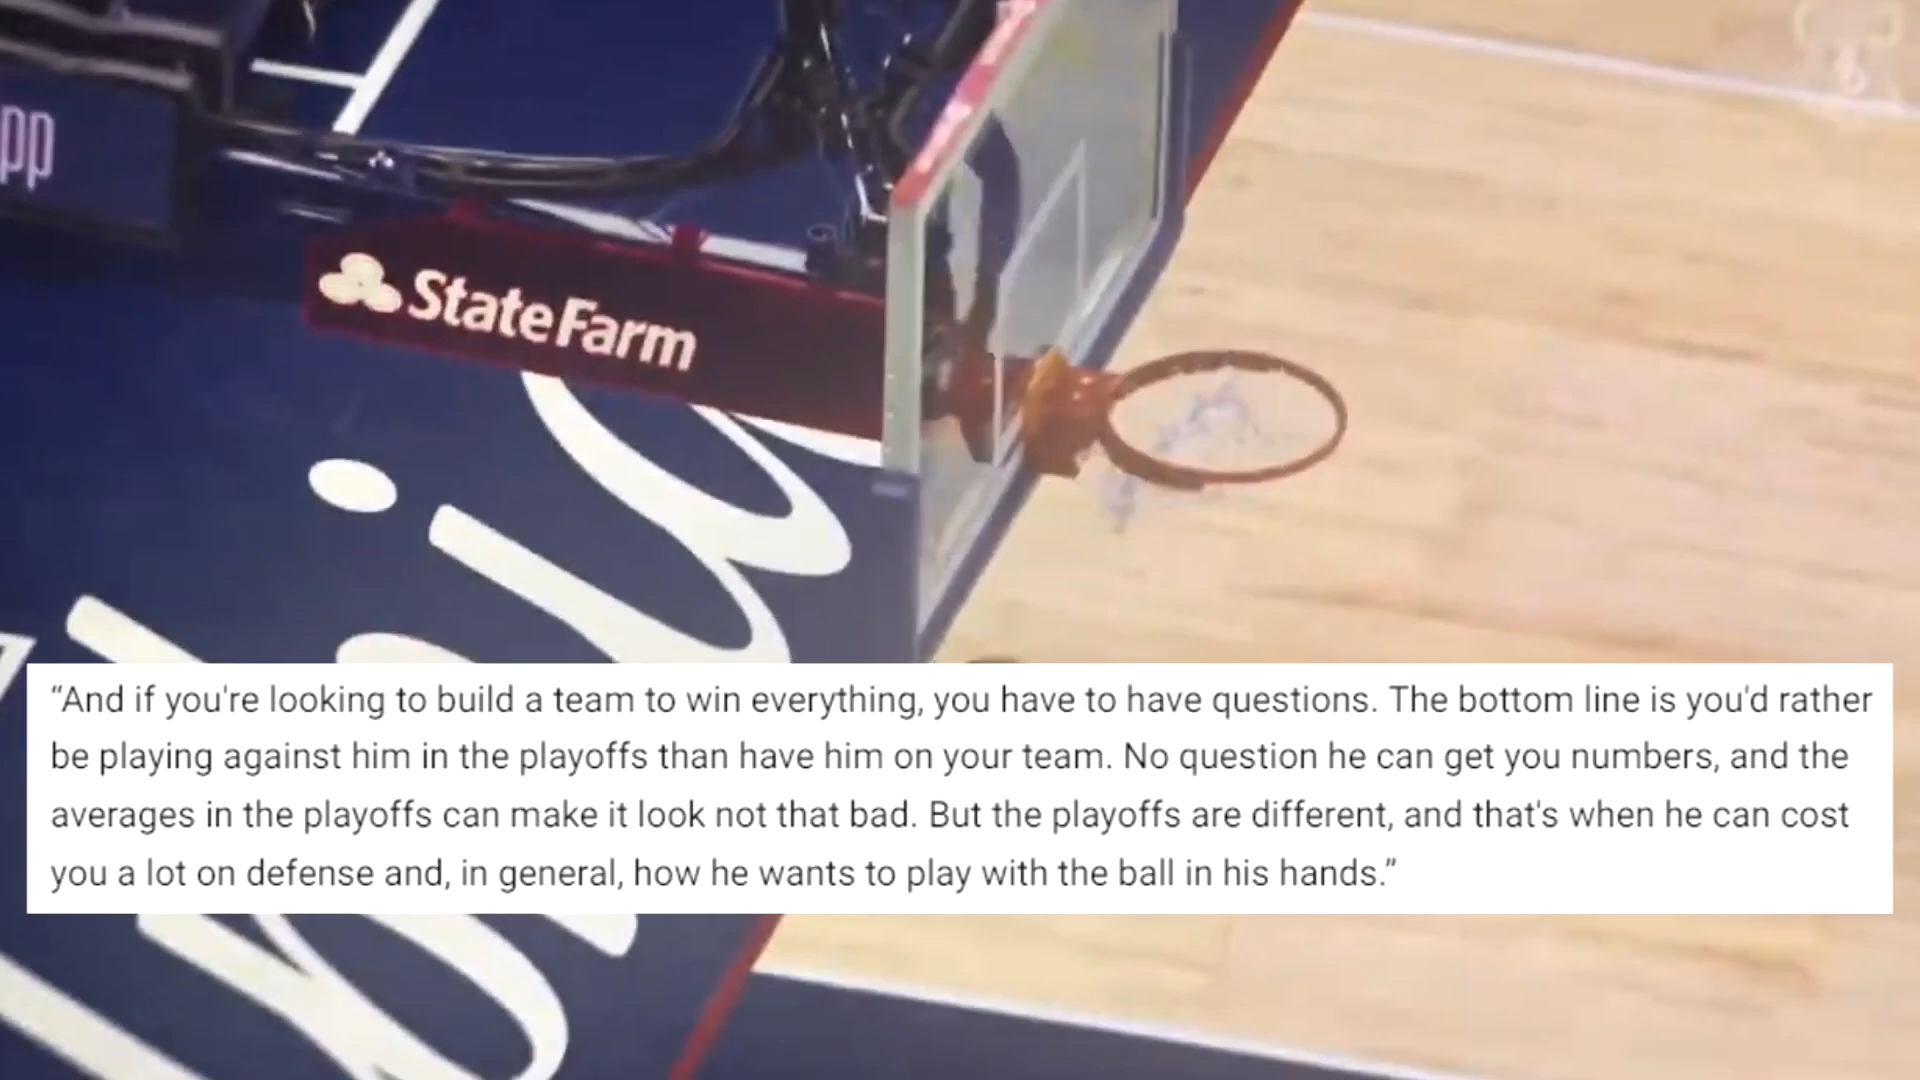 pp
StateFarm
“And if you're looking to build a team to win everything, you have to have questions. The bottom line is you'd rather
be playing against him in the playoffs than have him on your team. No question he can get you numbers, and the
averages in the playoffs can make it look not that bad. But the playoffs are different, and that's when he can cost
you a lot on defense and, in general, how he wants to play with the ball in his hands.”